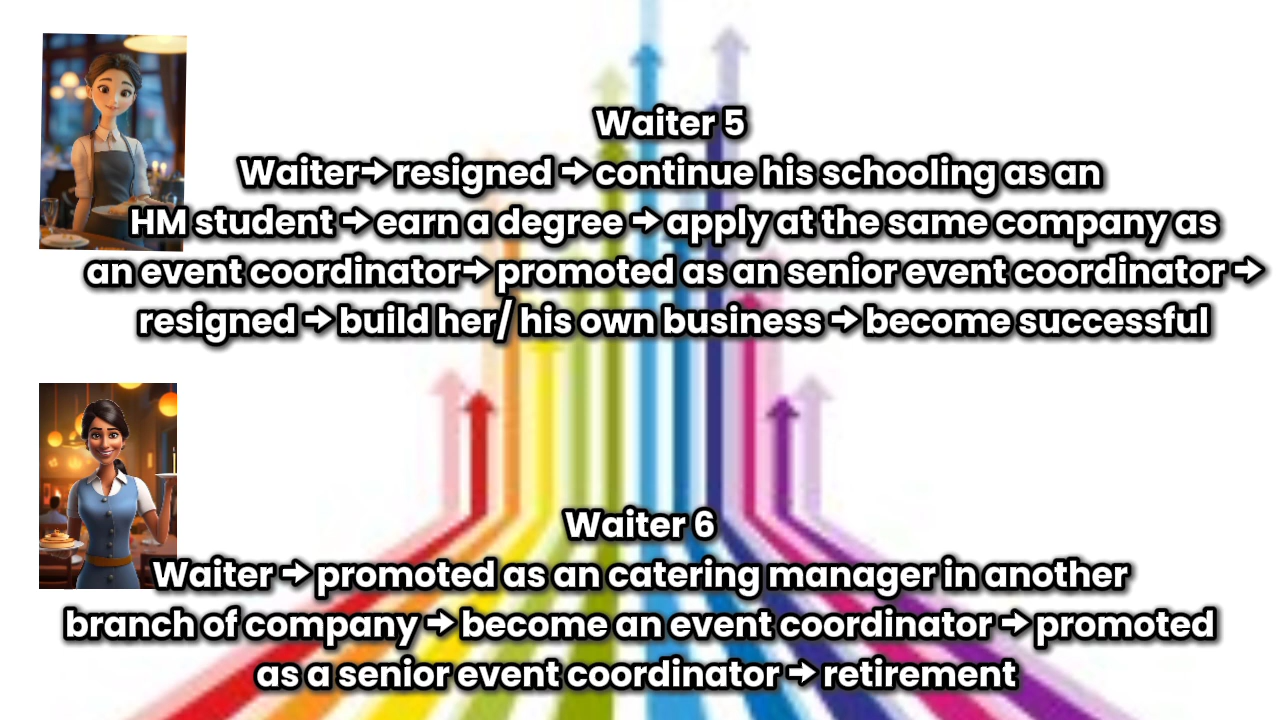 Waiter 5
Waiter→resigned →continue his schooling as an
HM student →earn a degree →apply at the same company as
an event coordinator→promoted as an senior event coordinator →
resigned →build her/ his own business →become successful
Waiter 6
Waiter →promoted as an catering manager in another
branch of company →become an event coordinator →promoted
as a senior event coordinator →retirement